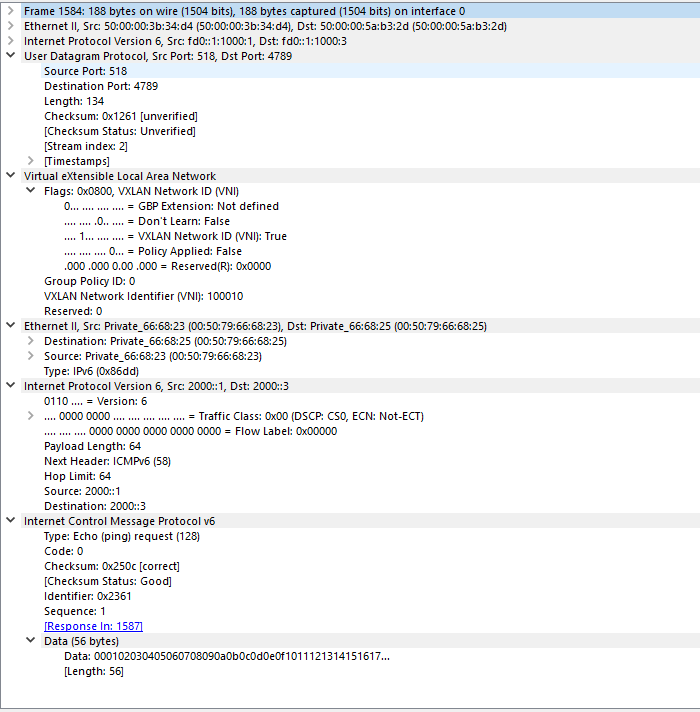 Frame 1584: 188 bytes on wire (1504 bits), 188 bytes captured (1504 bits) on interface 0
Ethernet II, Src: 50:00:00:3b:34:d4 (50:00:00:3b:34:d4), Dst: 50:00:00:5a:b3:2d (50:00:00:5a:b3:2d)
Internet Protocol Version 6, Src: fd0::1:1000:1, Dst: fd0::1:1000:3
User Datagram Protocol, Src Port: 518, Dst Port: 4789
Source Port: 518
Destination Port: 4789
Length: 134
Checksum: 0x1261 [unverified]
[Checksum Status: Unverified]
[Stream index: 2]
[Timestamps]
Virtual eXtensible Local Area Network
Flags: 0x0800, VXLAN Network ID (VNI)
0... .... .... .... = GBP Extension: Not defined
.... .... .0.. .... = Don't Learn: False
.... 1... .... .... = VXLAN Network ID (VNI): True
.... .... .... 0... = Policy Applied: False
.000 .000 0.00 .000 = Reserved(R): 0x0000
Group Policy ID: 0
VXLAN Network Identifier (VNI): 100010
Reserved: 0
Ethernet II, Src: Private_66:68:23 (00:50:79:66:68:23), Dst: Private_66:68:25 (00:50:79:66:68:25)
Destination: Private_66:68:25 (00:50:79:66:68:25)
Source: Private_66:68:23 (00:50:79:66:68:23)
Type: IPv6 (0x86dd)
Internet Protocol Version 6, Src: 2000::1, Dst: 2000::3
0110 .... = Version: 6
.... 0000 0000 .... .... .... .... .... = Traffic Class: 0x00 (DSCP: CS0, ECN: Not-ECT)
.... .... .... 0000 0000 0000 0000 0000 = Flow Label: 0x00000
Payload Length: 64
Next Header: ICMPv6 (58)
Hop Limit: 64
Source: 2000::1
Destination: 2000::3
Internet Control Message Protocol v6
Type: Echo (ping) request (128)
Code: 0
Checksum: 0x250c [correct]
[Checksum Status: Good]
Identifier: 0x2361
Sequence: 1
[Response In: 1587]
Data (56 bytes)
Data: 000102030405060708090a0b0c0d0e0f1011121314151617...
[Length: 56]